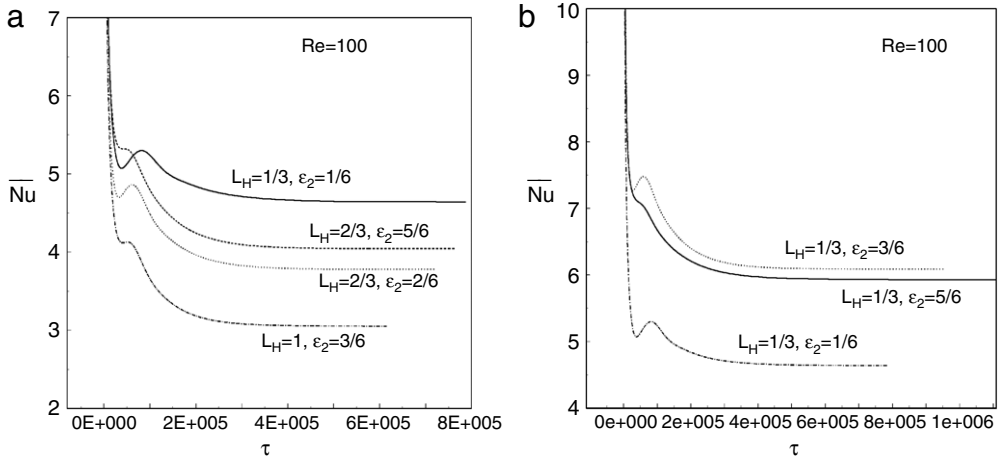 a
7
6
5
4
3
2
Nu
Re=100
L_H=1/3, ε_2=1/6
L_H=2/3, ε_2=5/6
L_H=2/3, ε_2=2/6
L_H=1, ε_2=3/6
0E+000 2E+005 4E+005 6E+005 8E+005
τ
b
10
9
8
7
6
5
4
Nu
Re=100
L_H=1/3, ε_2=3/6
L_H=1/3, ε_2=5/6
L_H=1/3, ε_2=1/6
0e+000 2e+005 4e+005 6e+005 8e+005 1e+006
τ